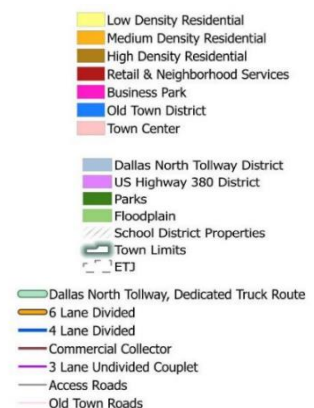 Low Density Residential
Medium Density Residential
High Density Residential
Retail & Neighborhood Services
Business Park
Old Town District
Town Center
Dallas North Tollway District
US Highway 380 District
Parks
Floodplain
School District Properties
Town Limits
ETJ
Dallas North Tollway, Dedicated Truck Route
6 Lane Divided
4 Lane Divided
Commercial Collector
3 Lane Undivided Couplet
Access Roads
Old Town Roads